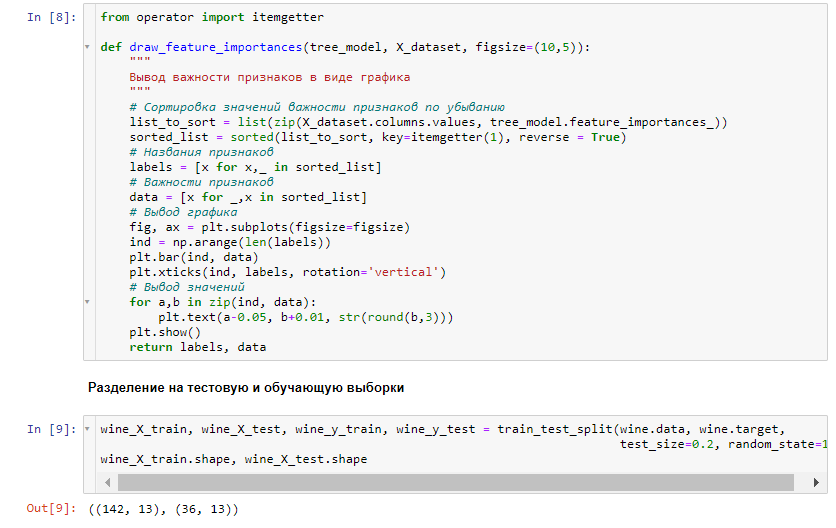 In [8]: from operator import itemgetter
def draw_feature_importances(tree_model, X_dataset, figsize=(10,5)):
"""
Вывод важности признаков в виде графика
"""
# Сортировка значений важности признаков по убыванию
list_to_sort = list(zip(X_dataset.columns.values, tree_model.feature_importances_))
sorted_list = sorted(list_to_sort, key=itemgetter(1), reverse = True)
# Названия признаков
labels = [x for x,_ in sorted_list]
# Важности признаков
data = [x for _,x in sorted_list]
# Вывод графика
fig, ax = plt.subplots(figsize=figsize)
ind = np.arange(len(labels))
plt.bar(ind, data)
plt.xticks(ind, labels, rotation='vertical')
# Вывод значений
for a,b in zip(ind, data):
plt.text(a-0.05, b+0.01, str(round(b,3)))
plt.show()
return labels, data
Разделение на тестовую и обучающую выборки
In [9]: wine_X_train, wine_X_test, wine_y_train, wine_y_test = train_test_split(wine.data, wine.target,
test_size=0.2, random_state=1
wine_X_train.shape, wine_X_test.shape
Out[9]: ((142, 13), (36, 13))